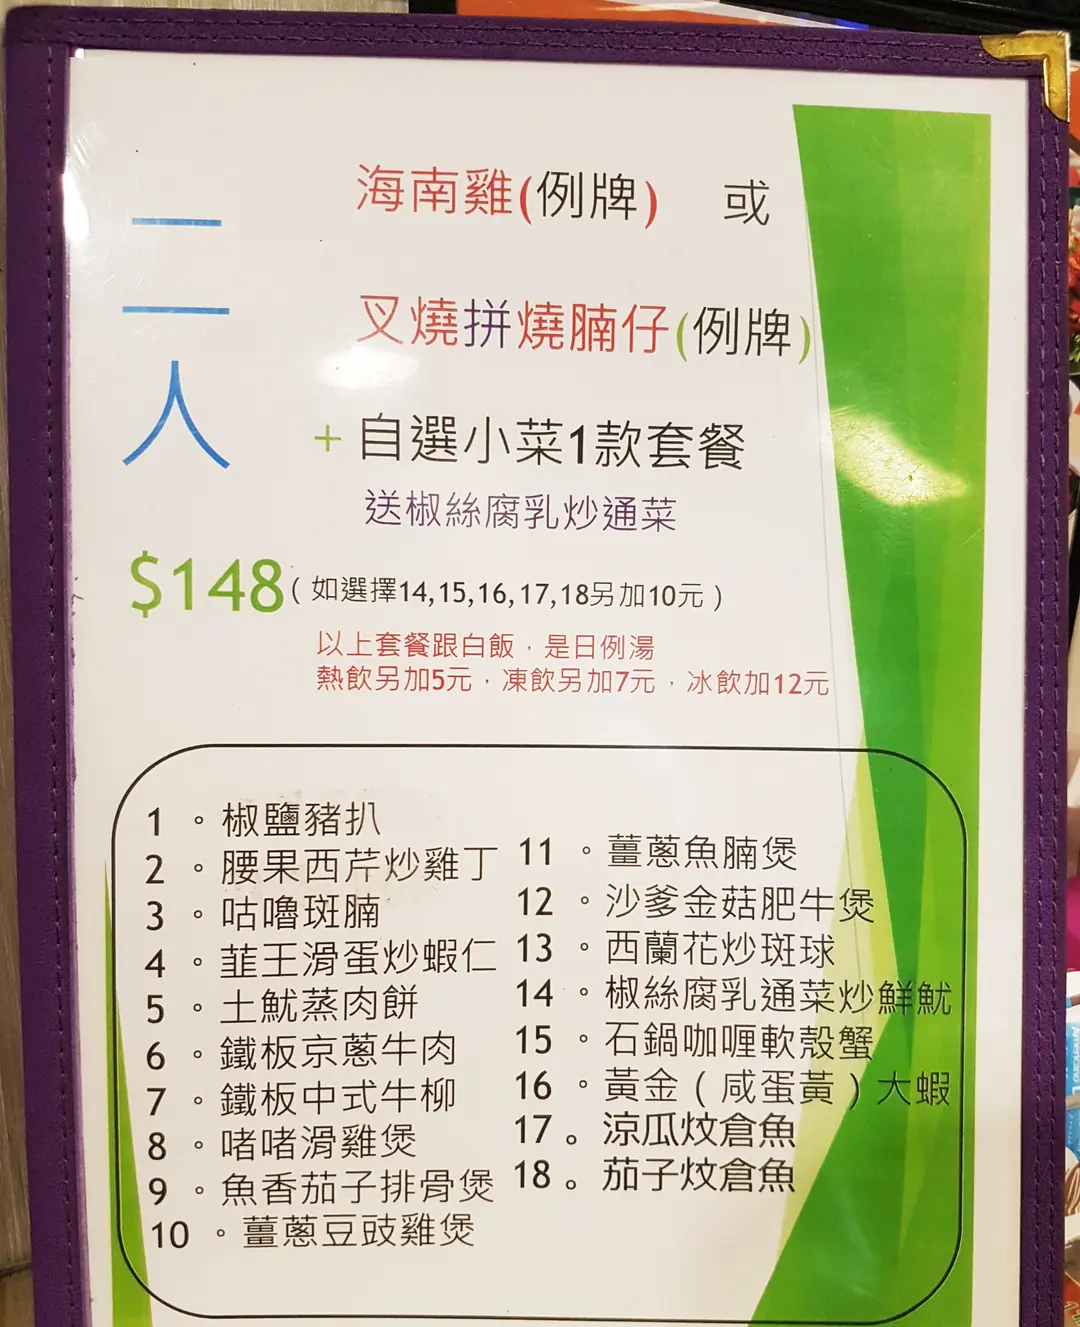 二人
海南雞(例牌) 或
叉燒拼燒腩仔(例牌)
+自選小菜1款套餐
送椒絲腐乳炒通菜
$148(如選擇14,15,16,17,18另加10元)
以上套餐跟白飯，是日例湯
熱飲另加5元，凍飲另加7元，冰飲加12元
1 。椒鹽豬扒
2 。腰果西芹炒雞丁
3 。咕嚕斑腩
4 。韮王滑蛋炒蝦仁
5 。土魷蒸肉餅
6 。鐵板京蔥牛肉
7 。鐵板中式牛柳
8 。啫啫滑雞煲
9 。魚香茄子排骨煲
10 。薑蔥豆豉雞煲
11 。薑蔥魚腩煲
12 。沙爹金菇肥牛煲
13 。西蘭花炒斑球
14 。椒絲腐乳通菜炒鮮魷
15 。石鍋咖喱軟殼蟹
16 。黃金(咸蛋黃)大蝦
17 。涼瓜炆倉魚
18 。茄子炆倉魚